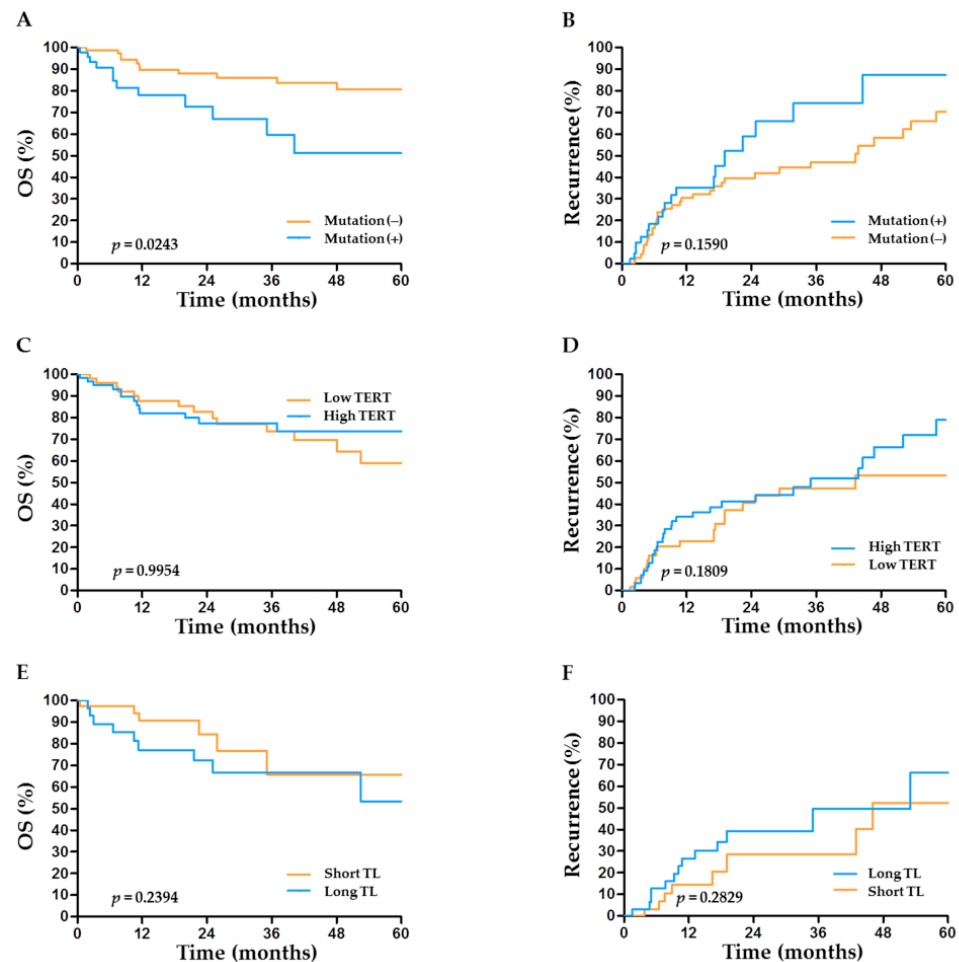 A
100
90
80
70
60
50
40
30
20
10
0
OS (%)
Mutation (−)
Mutation (+)
p = 0.0243
0 12 24 36 48 60
Time (months)
B
100
90
80
70
60
50
40
30
20
10
0
Recurrence (%)
Mutation (+)
Mutation (−)
p = 0.1590
0 12 24 36 48 60
Time (months)
C
100
90
80
70
60
50
40
30
20
10
0
OS (%)
Low TERT
High TERT
p = 0.9954
0 12 24 36 48 60
Time (months)
D
100
90
80
70
60
50
40
30
20
10
0
Recurrence (%)
High TERT
Low TERT
p = 0.1809
0 12 24 36 48 60
Time (months)
E
100
90
80
70
60
50
40
30
20
10
0
OS (%)
Short TL
Long TL
p = 0.2394
0 12 24 36 48 60
Time (months)
F
100
90
80
70
60
50
40
30
20
10
0
Recurrence (%)
Long TL
Short TL
p = 0.2829
0 12 24 36 48 60
Time (months)